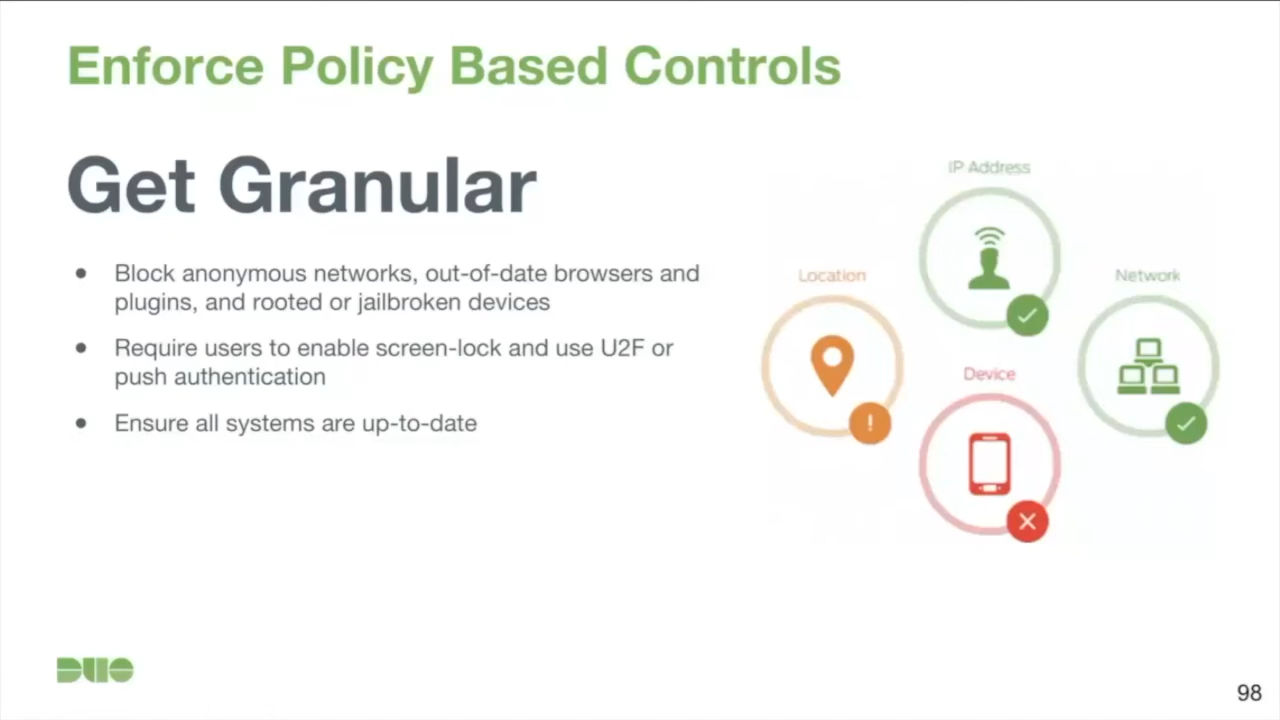 Enforce Policy Based Controls
Get Granular
● Block anonymous networks, out-of-date browsers and
plugins, and rooted or jailbroken devices
● Require users to enable screen-lock and use U2F or
push authentication
● Ensure all systems are up-to-date
IP Address
Location
Network
Device
DUO
98